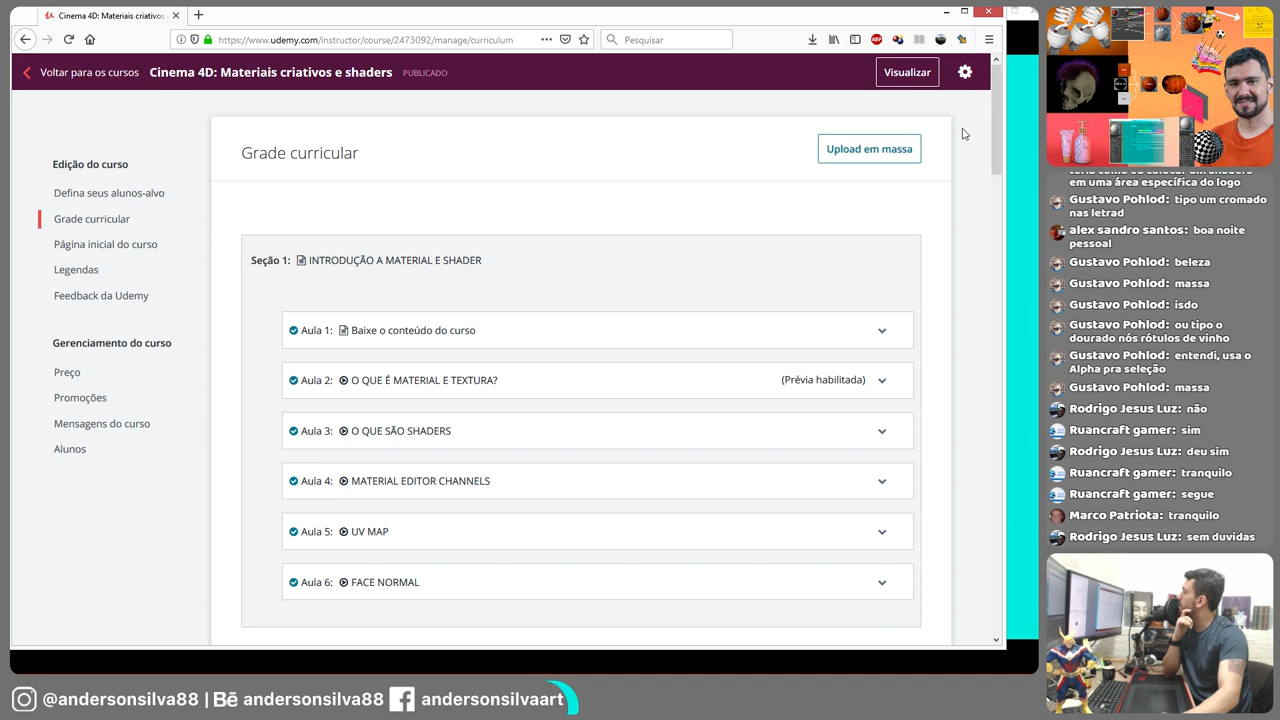 Cinema 4D: Materiais criativos
https://www.udemy.com/instructor/course/2473092/manage/curriculum
Pesquisar
ABP
Voltar para os cursos
Cinema 4D: Materiais criativos e shaders
PUBLICADO
Visualizar
Edição do curso
Defina seus alunos-alvo
Grade curricular
Página inicial do curso
Legendas
Feedback da Udemy
Gerenciamento do curso
Preço
Promoções
Mensagens do curso
Alunos
Grade curricular
Upload em massa
Seção 1: INTRODUÇÃO A MATERIAL E SHADER
Aula 1: Baixe o conteúdo do curso
Aula 2: O QUE É MATERIAL E TEXTURA? (Prévia habilitada)
Aula 3: O QUE SÃO SHADERS
Aula 4: MATERIAL EDITOR CHANNELS
Aula 5: UV MAP
Aula 6: FACE NORMAL
em uma área específica do logo
Gustavo Pohlod: tipo um cromado
nas letrad
alex sandro santos: boa noite
pessoal
Gustavo Pohlod: beleza
Gustavo Pohlod: massa
Gustavo Pohlod: isdo
Gustavo Pohlod: ou tipo o
dourado nós rótulos de vinho
Gustavo Pohlod: entendi, usa o
Alpha pra seleção
Gustavo Pohlod: massa
Rodrigo Jesus Luz: não
Ruancraft gamer: sim
Rodrigo Jesus Luz: deu sim
Ruancraft gamer: tranquilo
Ruancraft gamer: segue
Marco Patriota: tranquilo
Rodrigo Jesus Luz: sem duvidas
@andersonsilva88 | Bē andersonsilva88 andersonsilvaart